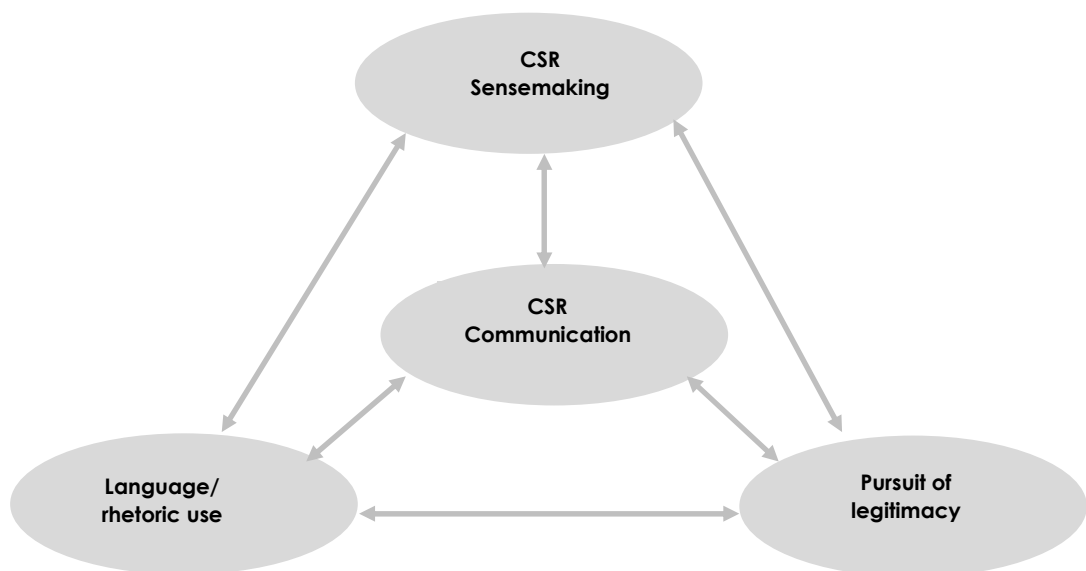 CSR
Sensemaking
CSR
Communication
Language/
rhetoric use
Pursuit of
legitimacy